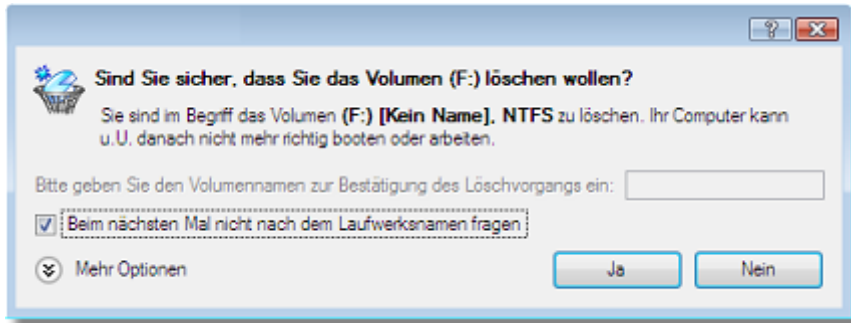 Sind Sie sicher, dass Sie das Volumen (F:) löschen wollen?
Sie sind im Begriff das Volumen (F:) [Kein Name], NTFS zu löschen. Ihr Computer kann
u.U. danach nicht mehr richtig booten oder arbeiten.
Bitte geben Sie den Volumennamen zur Bestätigung des Löschvorgangs ein:
Beim nächsten Mal nicht nach dem Laufwerksnamen fragen
Mehr Optionen
Ja
Nein